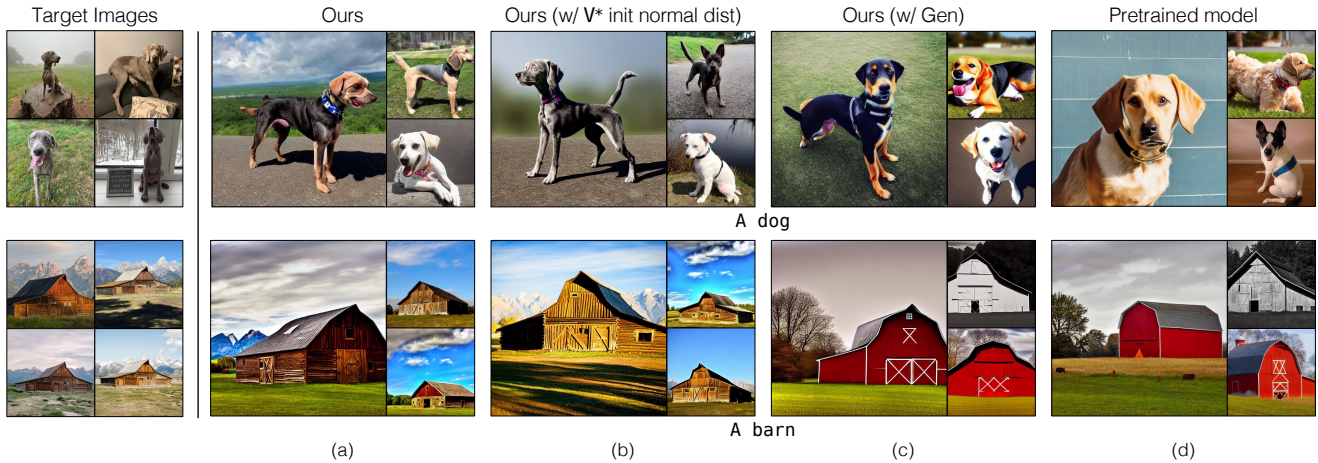 Target Images
Ours
Ours (w/ V* init normal dist)
Ours (w/ Gen)
Pretrained model
A dog
A barn
(a)
(b)
(c)
(d)